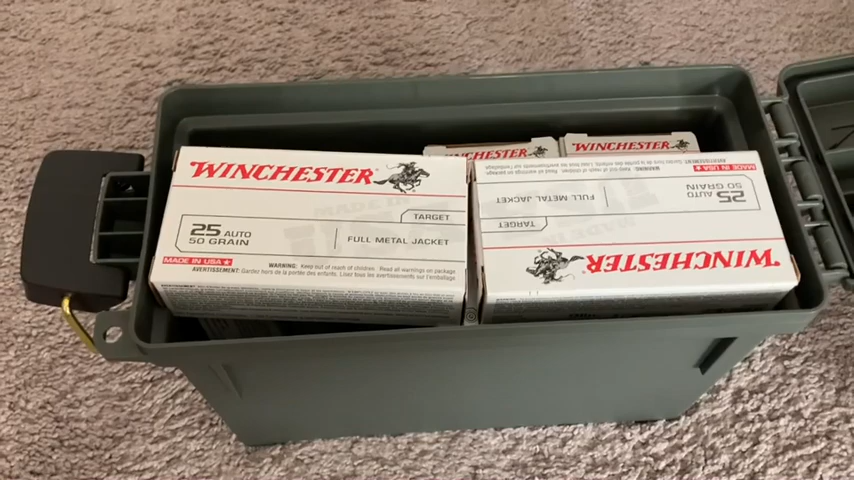 WINCHESTER
TARGET
25 AUTO
50 GRAIN
FULL METAL JACKET
MADE IN USA
WARNING: Keep out of reach of children. Read all warnings on package
AVERTISSEMENT: Gardez hors de la portée des enfants. Lisez tous les avertissements sur l'emballage.
WINCHESTER
TARGET
25 AUTO
50 GRAIN
FULL METAL JACKET
MADE IN USA
WINCHESTER
WINCHESTER